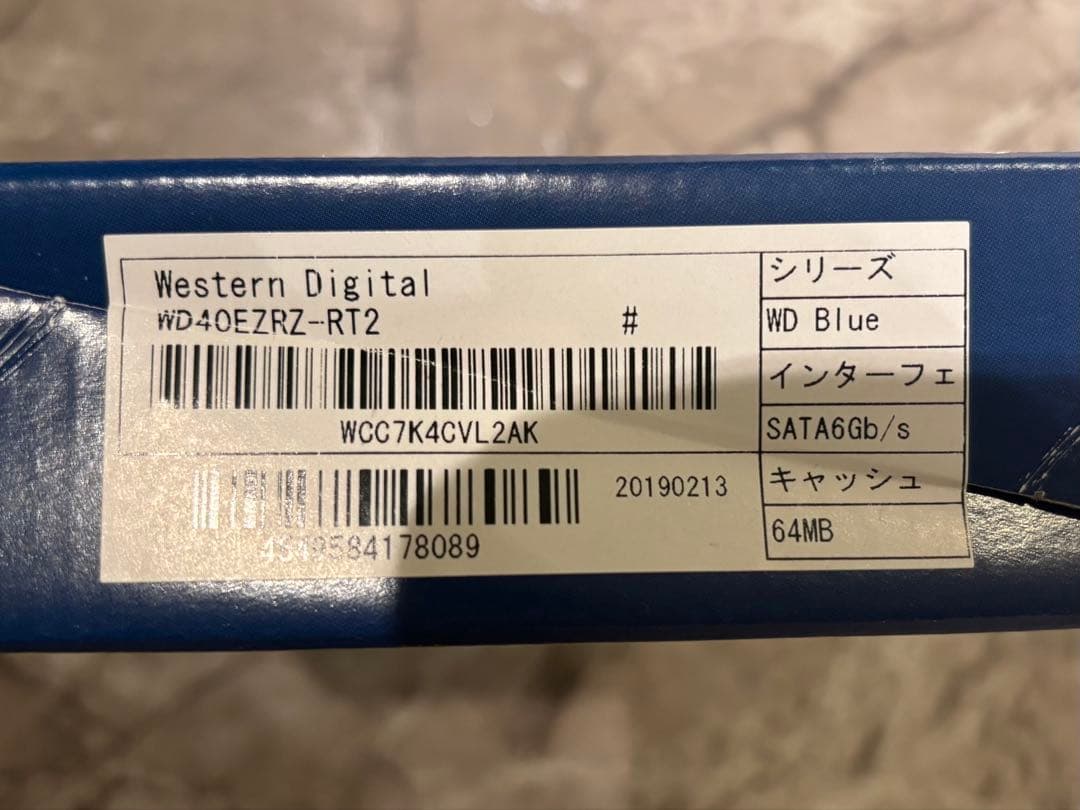 Western Digital
WD40EZRZ-RT2 #
WCC7K4CVL2AK
20190213
4549584178089
シリーズ
WD Blue
インターフェ
SATA6Gb/s
キャッシュ
64MB